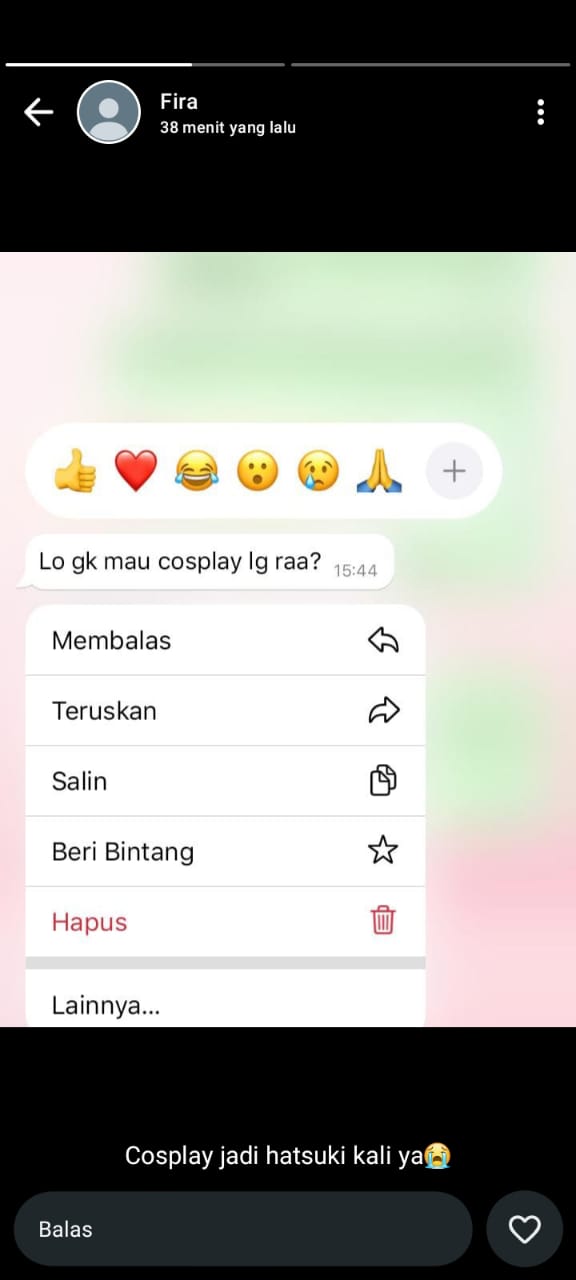 Fira
38 menit yang lalu
👍 ❤️ 😂 😮 😢 🙏 +
Lo gk mau cosplay lg raa? 15:44
Membalas
Teruskan
Salin
Beri Bintang
Hapus
Lainnya...
Cosplay jadi hatsuki kali ya😭
Balas